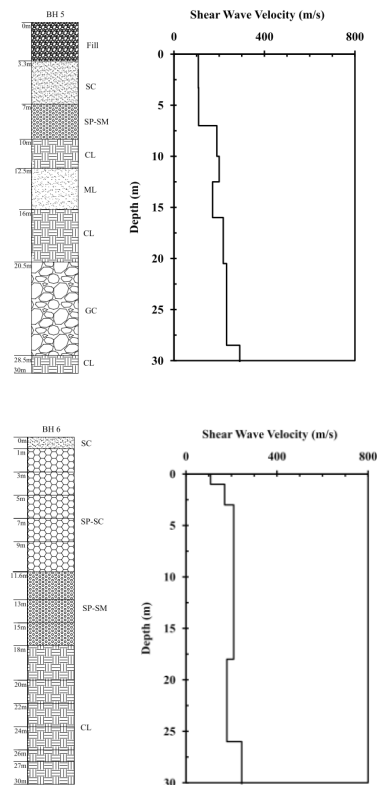 BH 5
0m
Fill
3.3m
SC
7m
SP-SM
10m
CL
12.5m
ML
16m
CL
20.5m
GC
28.5m
CL
30m
Shear Wave Velocity (m/s)
0 400 800
0
5
10
15
20
25
30
Depth (m)
BH 6
0m
SC
1m
3m
5m
7m
SP-SC
9m
11.6m
13m
SP-SM
15m
18m
20m
22m
24m
CL
26m
27m
30m
Shear Wave Velocity (m/s)
0 400 800
0
5
10
15
20
25
30
Depth (m)